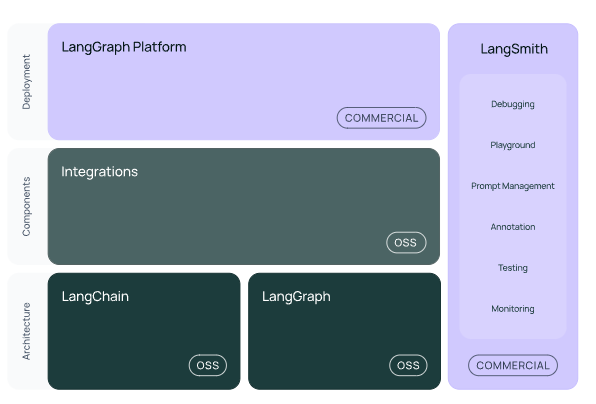 Deployment
LangGraph Platform
COMMERCIAL
Components
Integrations
OSS
Architecture
LangChain
OSS
LangGraph
OSS
LangSmith
Debugging
Playground
Prompt Management
Annotation
Testing
Monitoring
COMMERCIAL